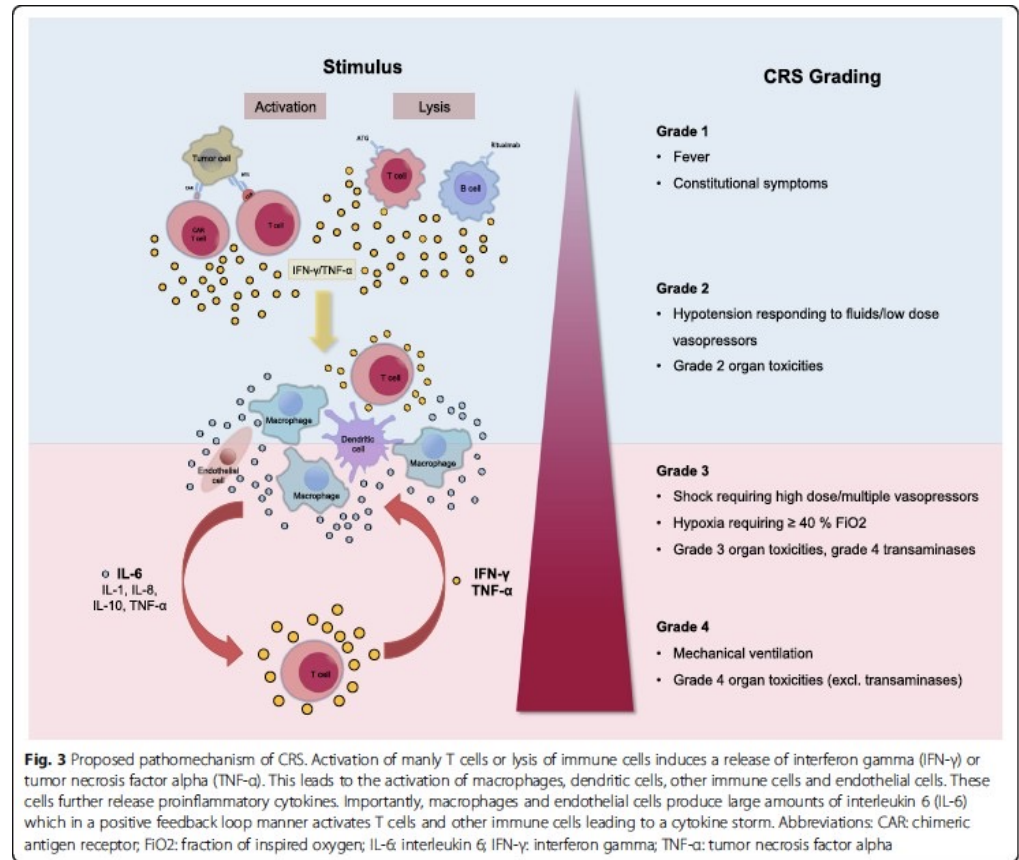 Stimulus
Activation
Lysis
Tumor cell
CAR
CAR
T cell
T cell
ATG
T cell
Rituximab
B cell
IFN-γ/TNF-α
T cell
Macrophage
Dendritic
cell
Macrophage
Endothelial
cell
Macrophage
IL-6
IL-1, IL-8,
IL-10, TNF-α
IFN-γ
TNF-α
T cell
CRS Grading
Grade 1
• Fever
• Constitutional symptoms
Grade 2
• Hypotension responding to fluids/low dose
vasopressors
• Grade 2 organ toxicities
Grade 3
• Shock requiring high dose/multiple vasopressors
• Hypoxia requiring ≥ 40 % FiO2
• Grade 3 organ toxicities, grade 4 transaminases
Grade 4
• Mechanical ventilation
• Grade 4 organ toxicities (excl. transaminases)
Fig. 3 Proposed pathomechanism of CRS. Activation of manly T cells or lysis of immune cells induces a release of interferon gamma (IFN-γ) or
tumor necrosis factor alpha (TNF-α). This leads to the activation of macrophages, dendritic cells, other immune cells and endothelial cells. These
cells further release proinflammatory cytokines. Importantly, macrophages and endothelial cells produce large amounts of interleukin 6 (IL-6)
which in a positive feedback loop manner activates T cells and other immune cells leading to a cytokine storm. Abbreviations: CAR: chimeric
antigen receptor; FiO2: fraction of inspired oxygen; IL-6: interleukin 6; IFN-γ: interferon gamma; TNF-α: tumor necrosis factor alpha